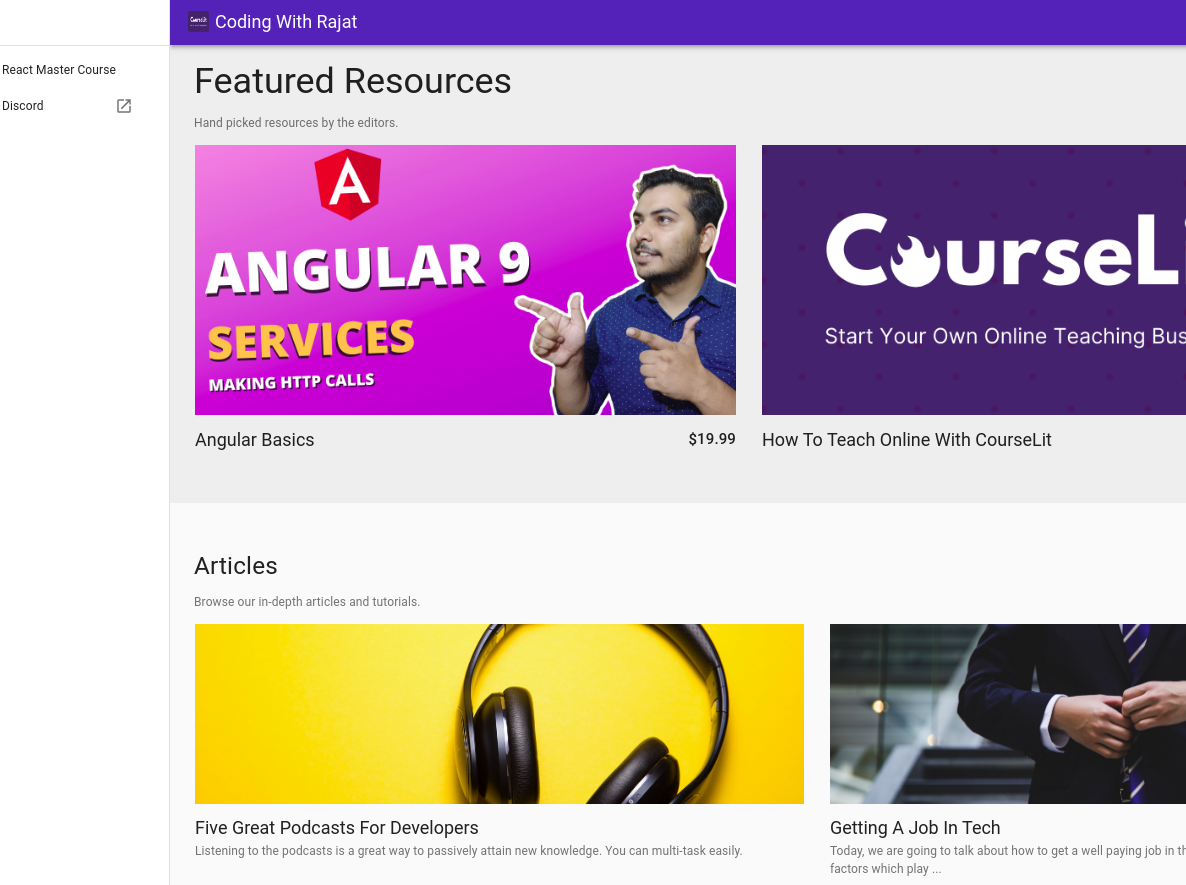 Coding With Rajat
React Master Course
Discord
Featured Resources
Hand picked resources by the editors.
A
ANGULAR 9
SERVICES
MAKING HTTP CALLS
CourseLi
Start Your Own Online Teaching Bus
Angular Basics
$19.99
How To Teach Online With CourseLit
Articles
Browse our in-depth articles and tutorials.
Five Great Podcasts For Developers
Listening to the podcasts is a great way to passively attain new knowledge. You can multi-task easily.
Getting A Job In Tech
Today, we are going to talk about how to get a well paying job in th
factors which play ...